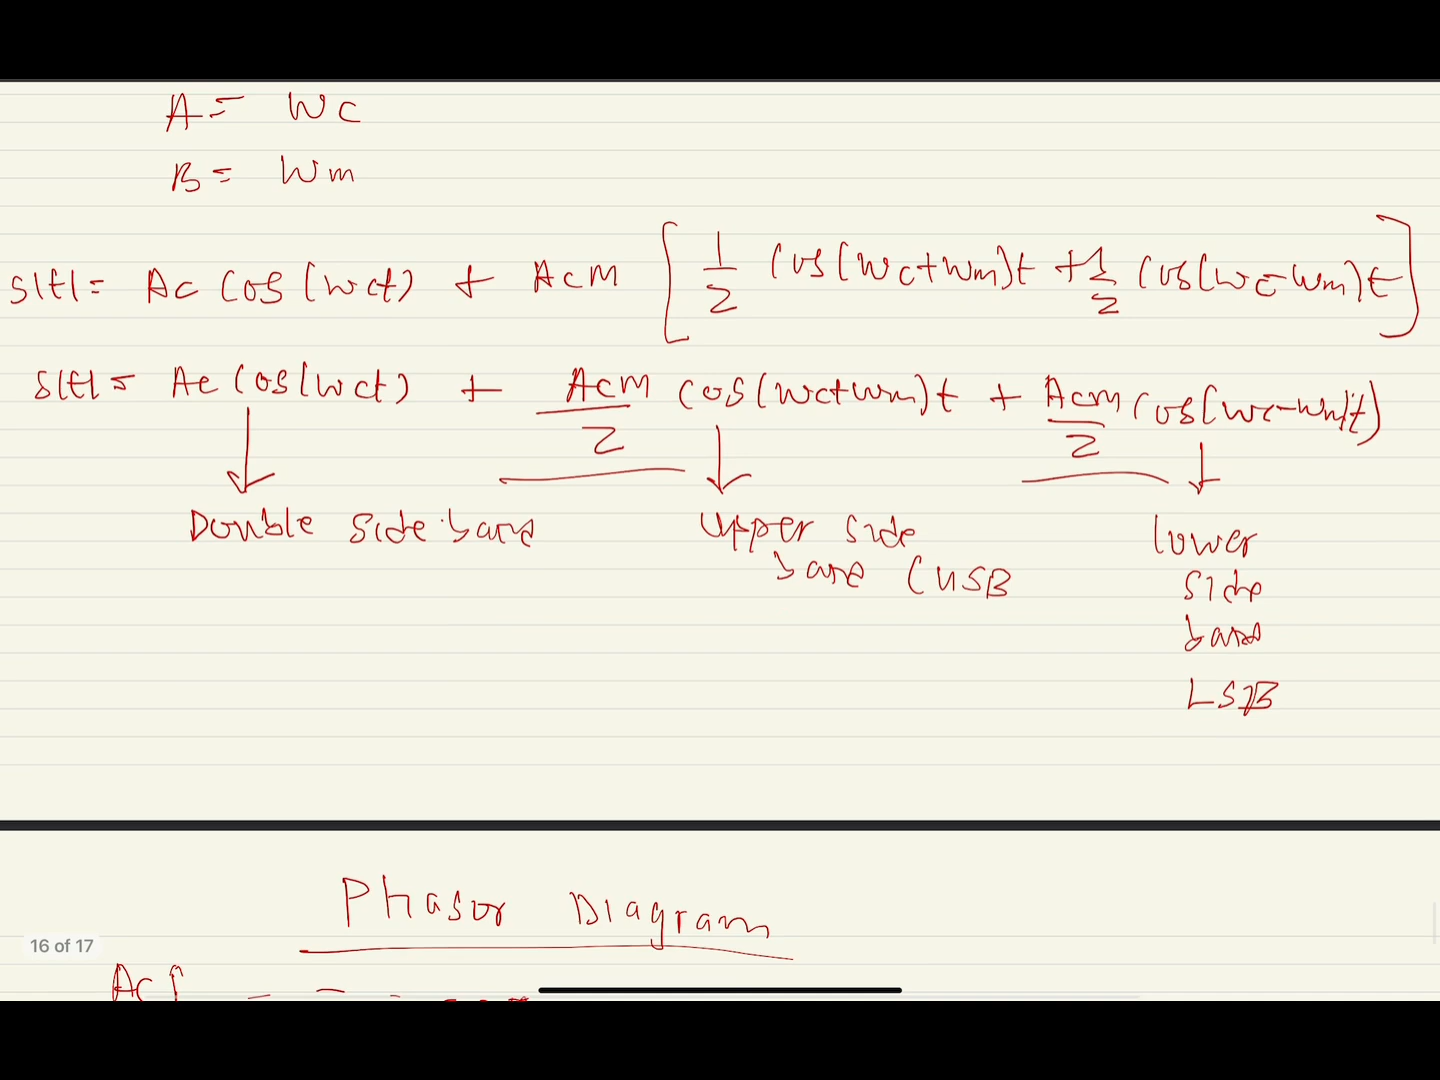 A = Wc
B = Wm
S(t) = Ac Cos (wct) + AcM [ 1/2 Cos(Wc+Wm)t + 1/2 Cos(Wc-Wm)t ]
S(t) = Ac Cos(Wct) + AcM/2 Cos(Wc+Wm)t + Acm/2 Cos(Wc-Wm)t)
Double Side band Upper Side lower
band (USB Side
band
LSB
Phasor Diagram
16 of 17
Ac